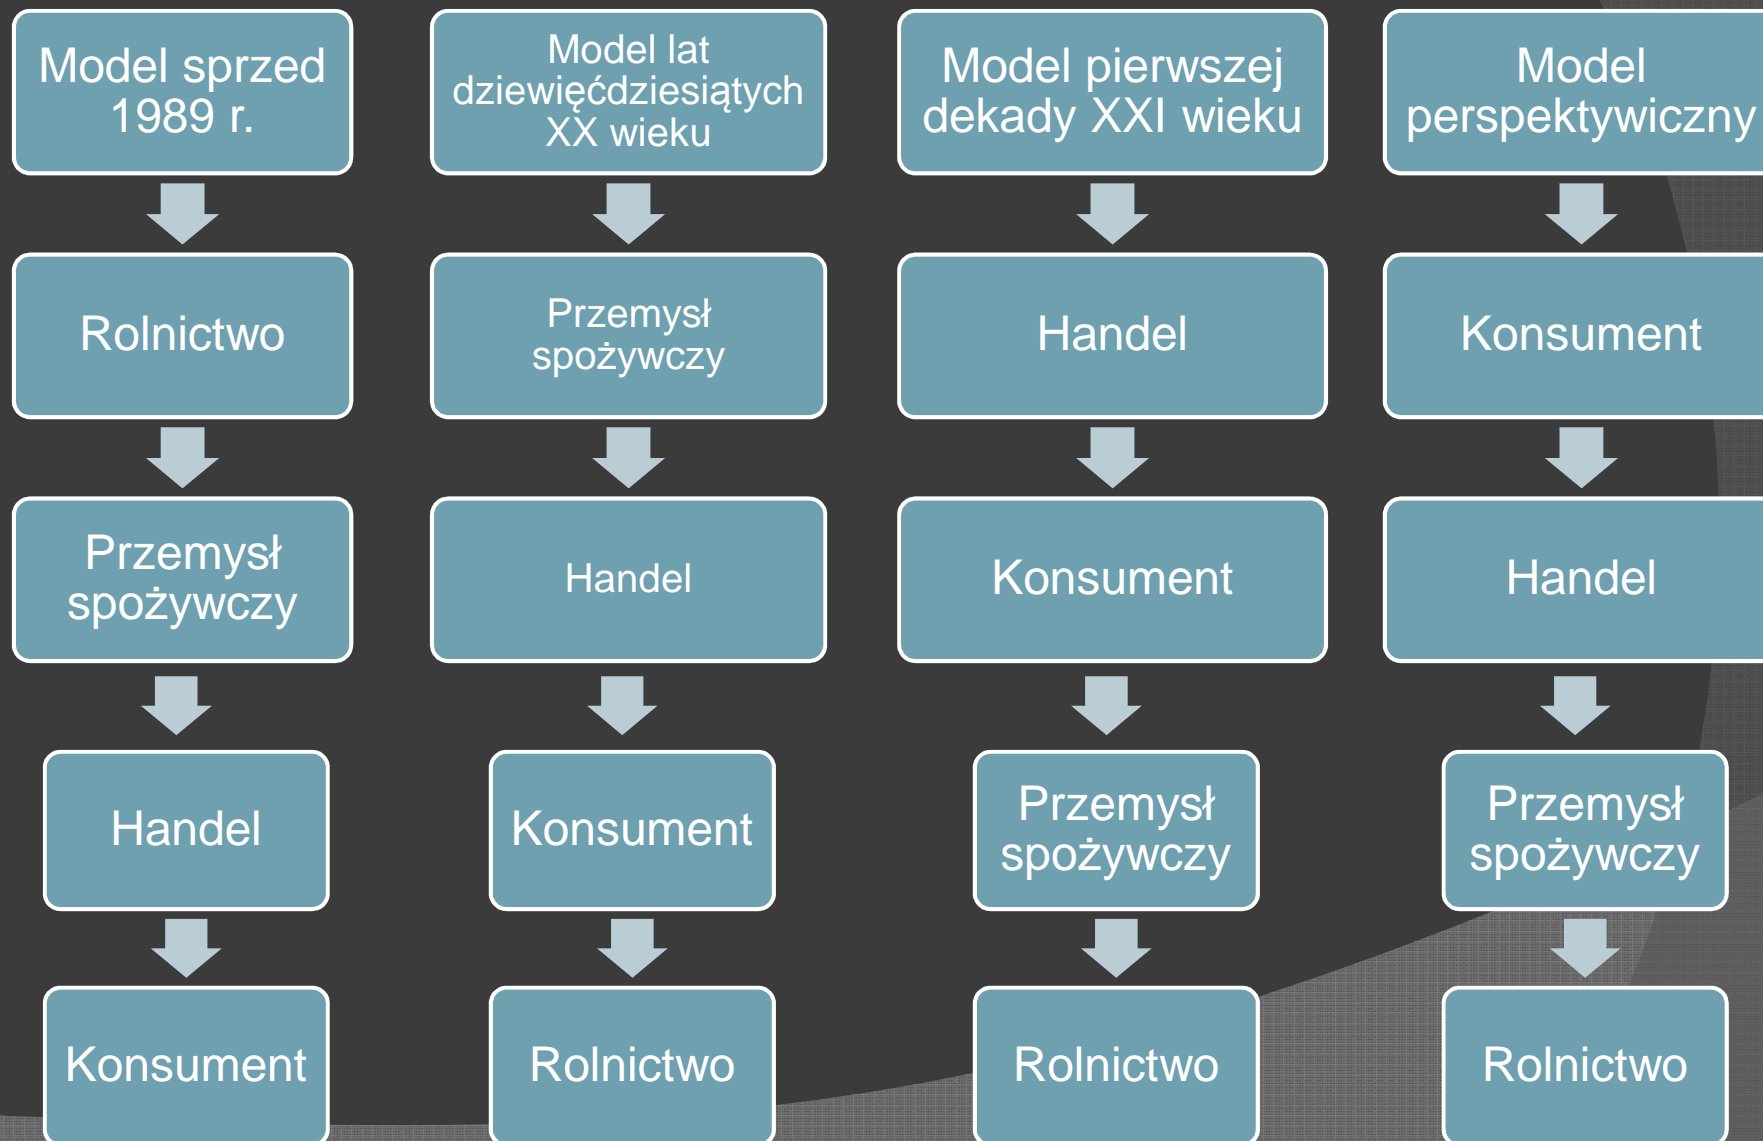 Model sprzed
1989 r.
Rolnictwo
Przemysł
spożywczy
Handel
Konsument
Model lat
dziewięćdziesiątych
XX wieku
Przemysł
spożywczy
Handel
Konsument
Rolnictwo
Model pierwszej
dekady XXI wieku
Handel
Konsument
Przemysł
spożywczy
Rolnictwo
Model
perspektywiczny
Konsument
Handel
Przemysł
spożywczy
Rolnictwo